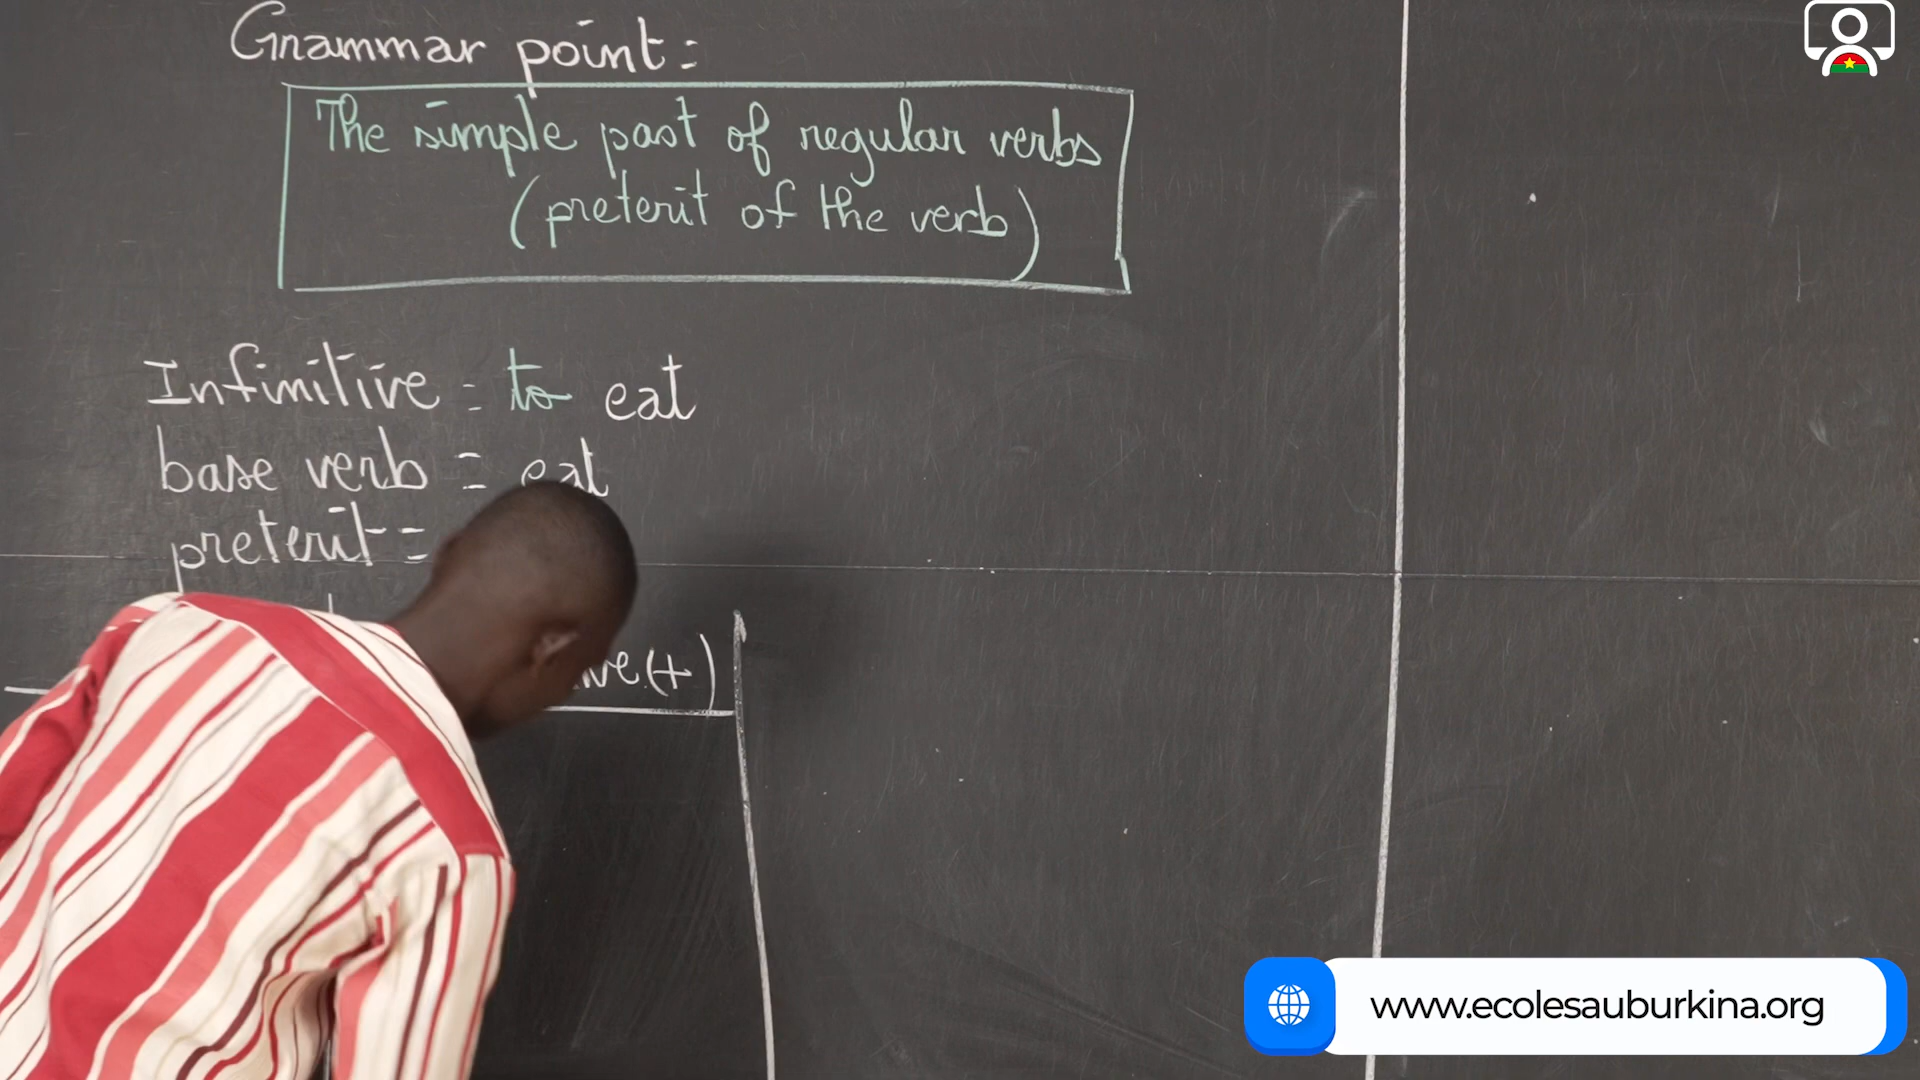 Grammar point:
The simple past of regular verbs
(preterit of the verb)
Infinitive = to eat
base verb = eat
preterit =
ive (+)
www.ecolesauburkina.org